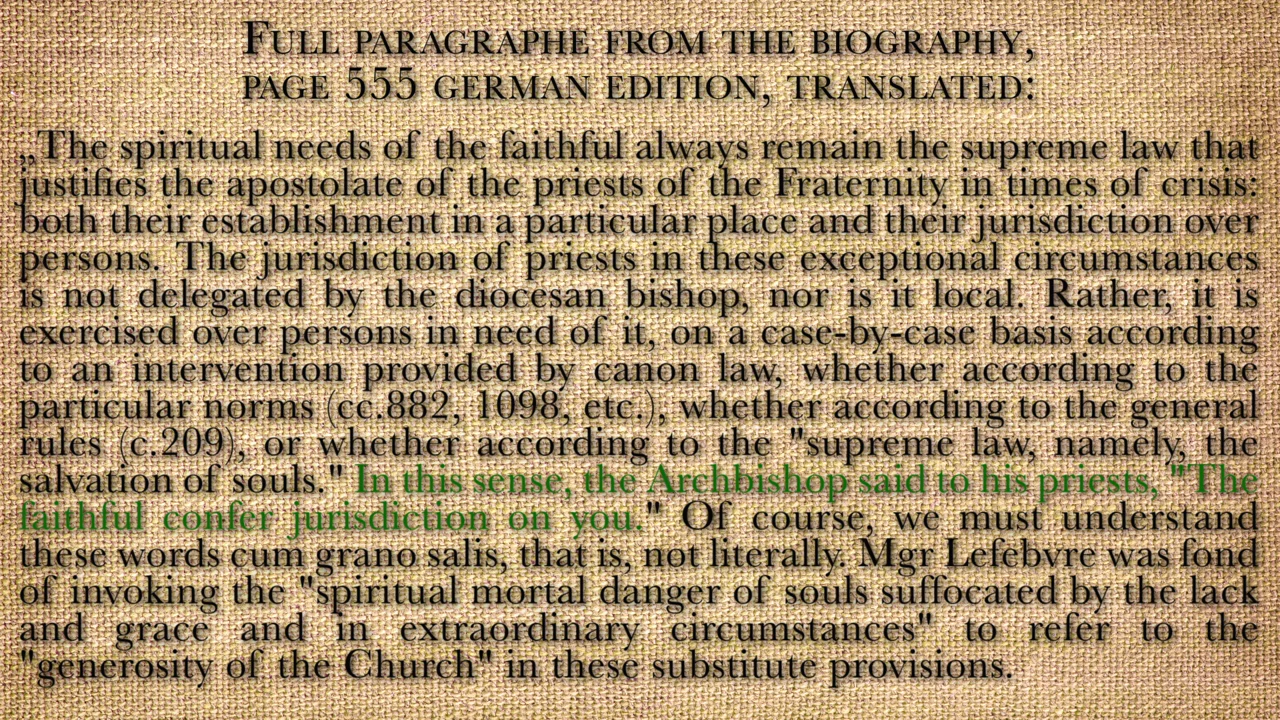 Full paragraphe from the biography,
page 555 german edition, translated:
„The spiritual needs of the faithful always remain the supreme law that
justifies the apostolate of the priests of the Fraternity in times of crisis:
both their establishment in a particular place and their jurisdiction over
persons. The jurisdiction of priests in these exceptional circumstances
is not delegated by the diocesan bishop, nor is it local. Rather, it is
exercised over persons in need of it, on a case-by-case basis according
to an intervention provided by canon law, whether according to the
particular norms (cc.882, 1098, etc.), whether according to the general
rules (c.209), or whether according to the "supreme law, namely, the
salvation of souls." In this sense, the Archbishop said to his priests, "'The
faithful confer jurisdiction on you." Of course, we must understand
these words cum grano salis, that is, not literally. Mgr Lefebvre was fond
of invoking the "spiritual mortal danger of souls suffocated by the lack
and grace and in extraordinary circumstances" to refer to the
"generosity of the Church" in these substitute provisions.